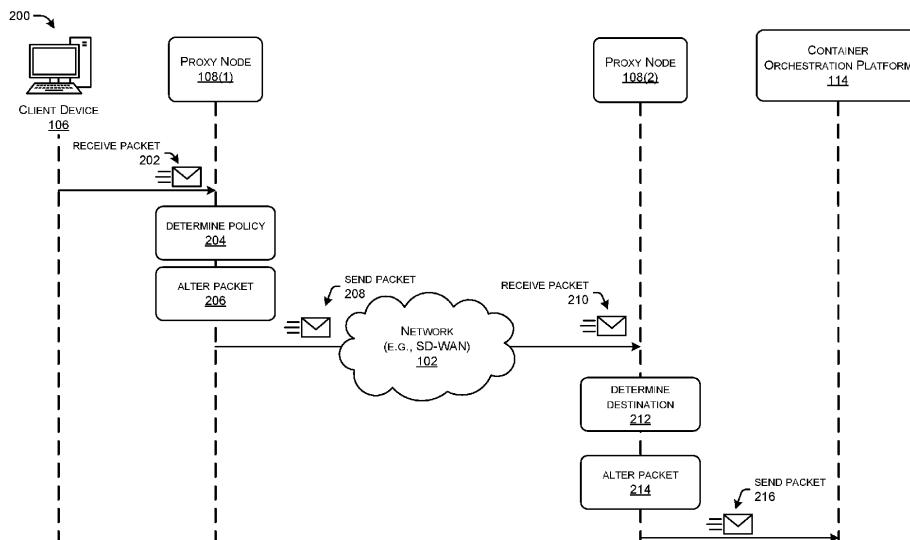 200
CLIENT DEVICE
106
PROXY NODE
108(1)
PROXY NODE
108(2)
CONTAINER
ORCHESTRATION PLATFORM
114
RECEIVE PACKET
202
DETERMINE POLICY
204
ALTER PACKET
206
SEND PACKET
208
NETWORK
(E.G., SD-WAN)
102
RECEIVE PACKET
210
DETERMINE
DESTINATION
212
ALTER PACKET
214
SEND PACKET
216